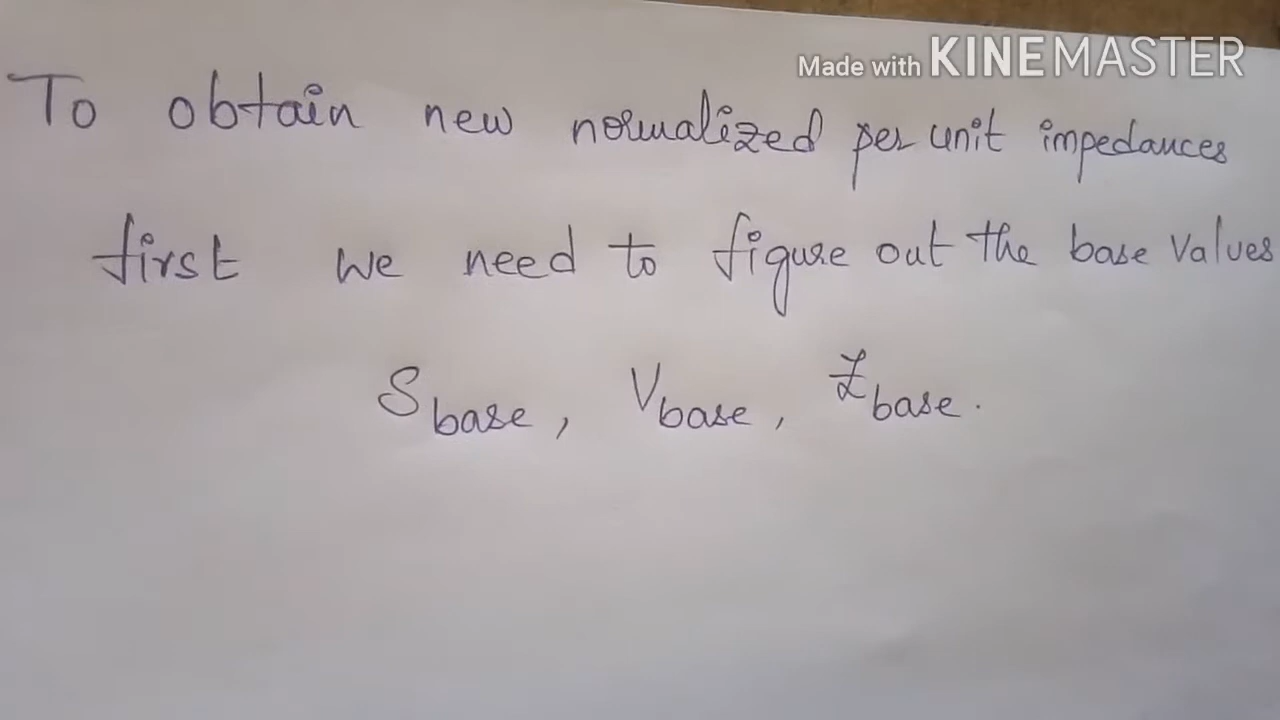 Made with KINEMASTER
To obtain new normalized per unit impedances
first we need to figure out the base values
Sbase, Vbase, Zbase.